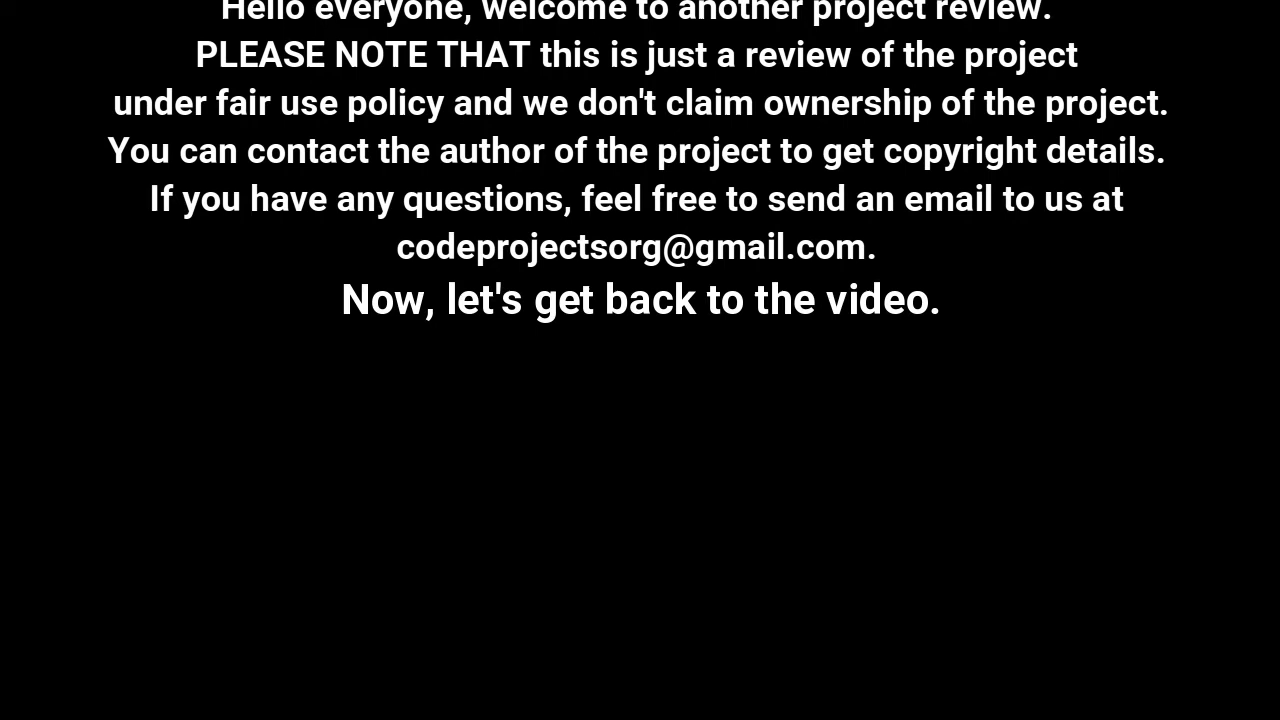 Hello everyone, welcome to another project review.
PLEASE NOTE THAT this is just a review of the project
under fair use policy and we don't claim ownership of the project.
You can contact the author of the project to get copyright details.
If you have any questions, feel free to send an email to us at
codeprojectsorg@gmail.com.
Now, let's get back to the video.